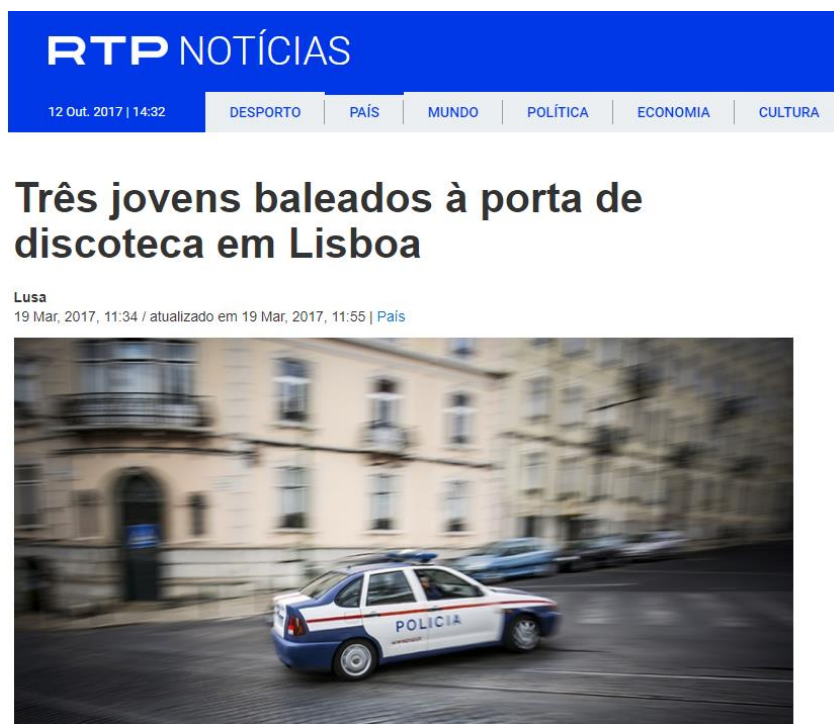 RTP NOTÍCIAS
12 Out. 2017 | 14:32 DESPORTO PAÍS MUNDO POLÍTICA ECONOMIA CULTURA
Três jovens baleados à porta de
discoteca em Lisboa
Lusa
19 Mar, 2017, 11:34 / atualizado em 19 Mar, 2017, 11:55 | País
POLICIA